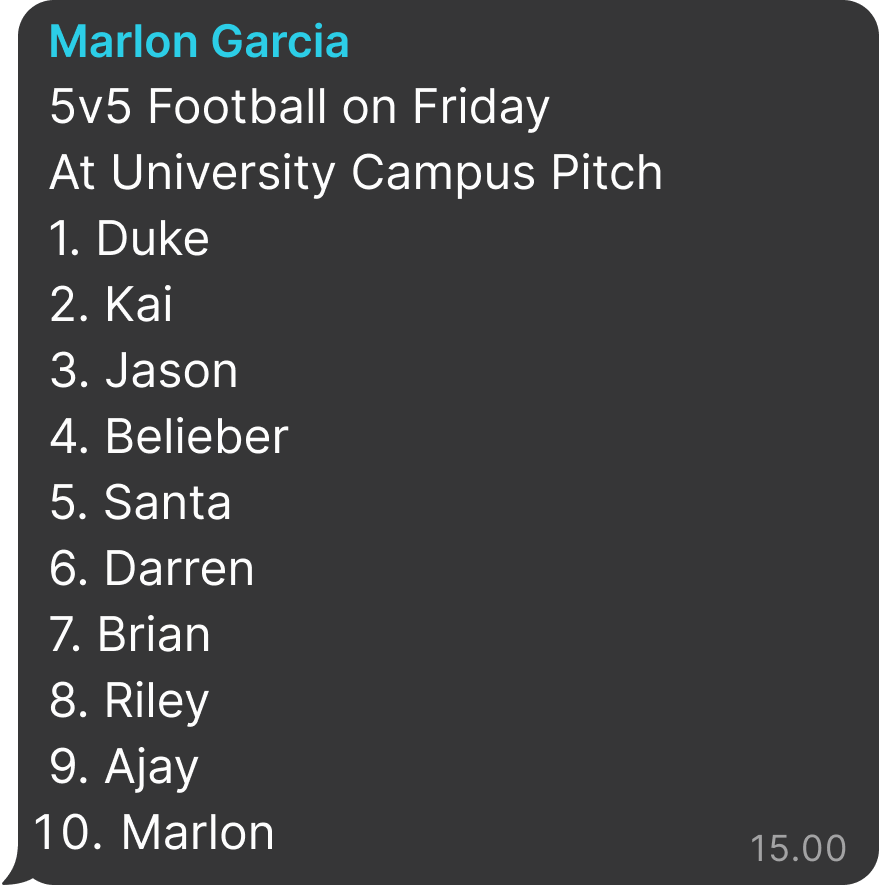 Marlon Garcia
5v5 Football on Friday
At University Campus Pitch
1. Duke
2. Kai
3. Jason
4. Belieber
5. Santa
6. Darren
7. Brian
8. Riley
9. Ajay
10. Marlon
15.00